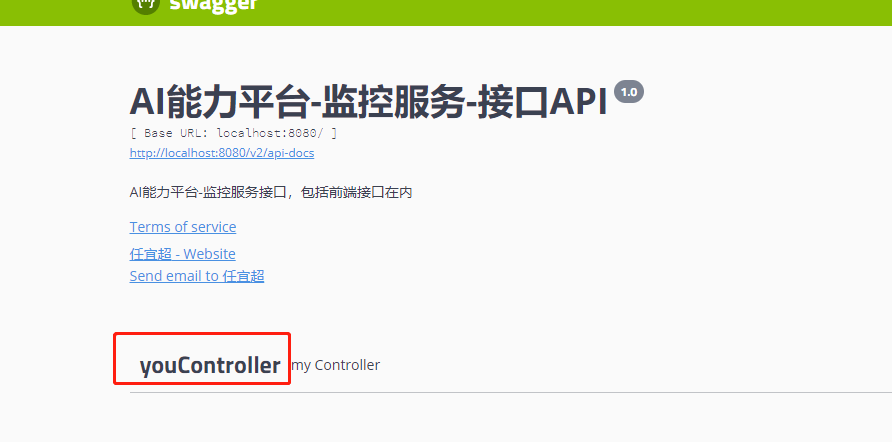 swagger
AI能力平台-监控服务-接口API 1.0
[ Base URL: localhost:8080/ ]
http://localhost:8080/v2/api-docs
AI能力平台-监控服务接口，包括前端接口在内
Terms of service
任宜超 - Website
Send email to 任宜超
youController my Controller